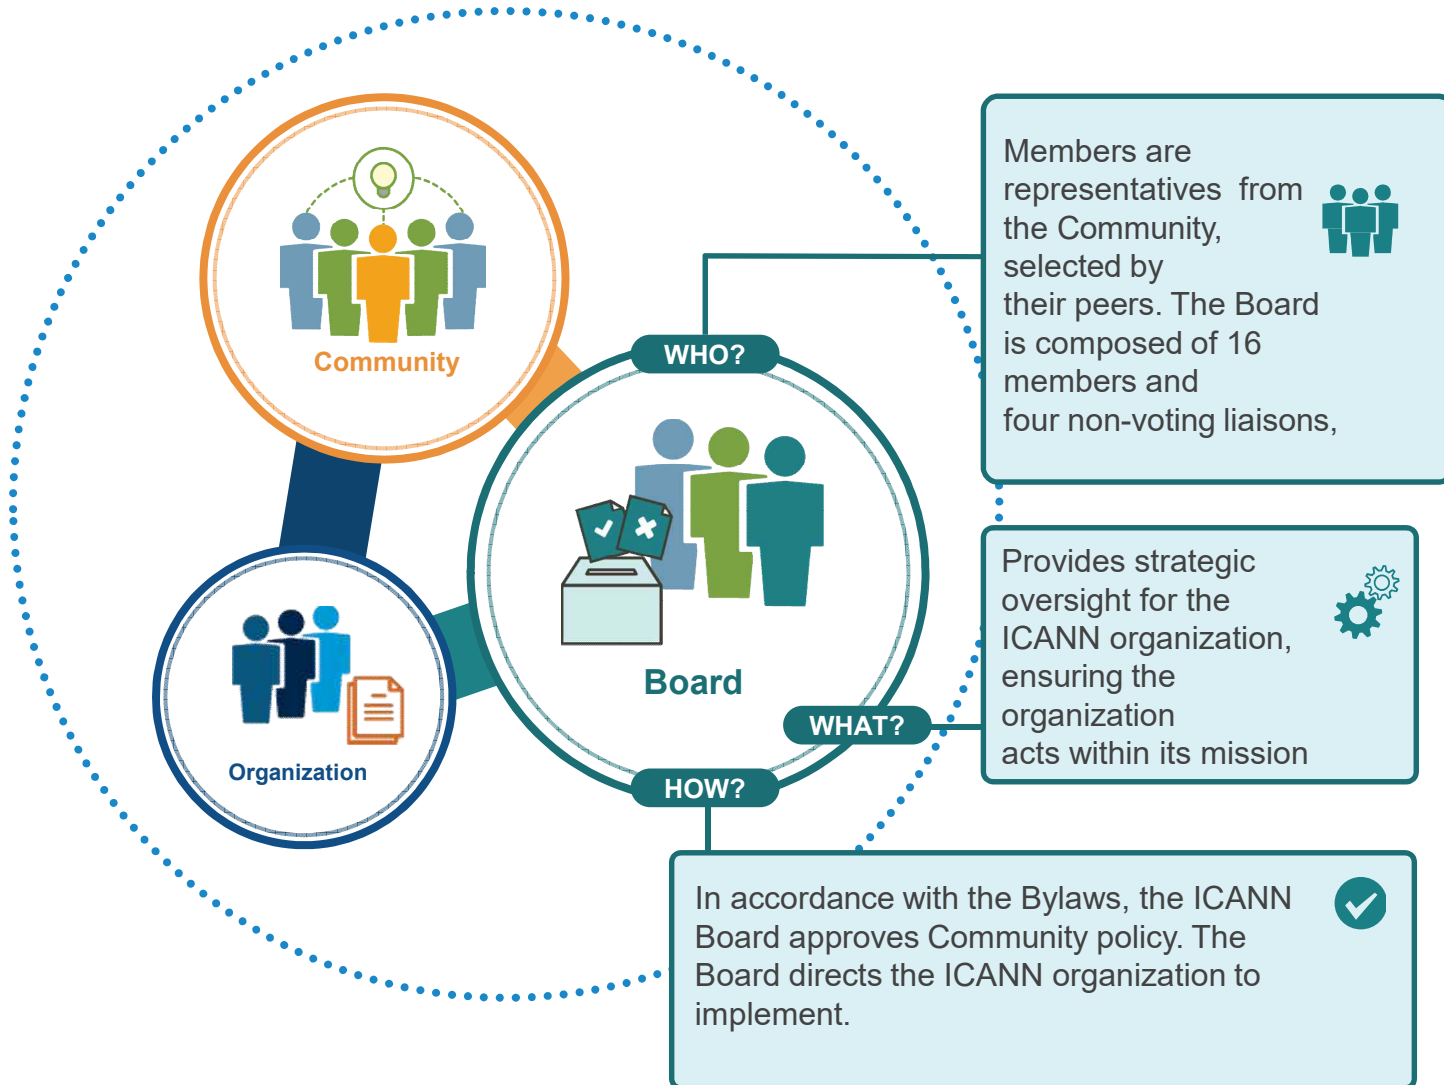 Community
Organization
Board
WHO?
Members are
representatives from
the Community,
selected by
their peers. The Board
is composed of 16
members and
four non-voting liaisons,
WHAT?
Provides strategic
oversight for the
ICANN organization,
ensuring the
organization
acts within its mission
HOW?
In accordance with the Bylaws, the ICANN
Board approves Community policy. The
Board directs the ICANN organization to
implement.